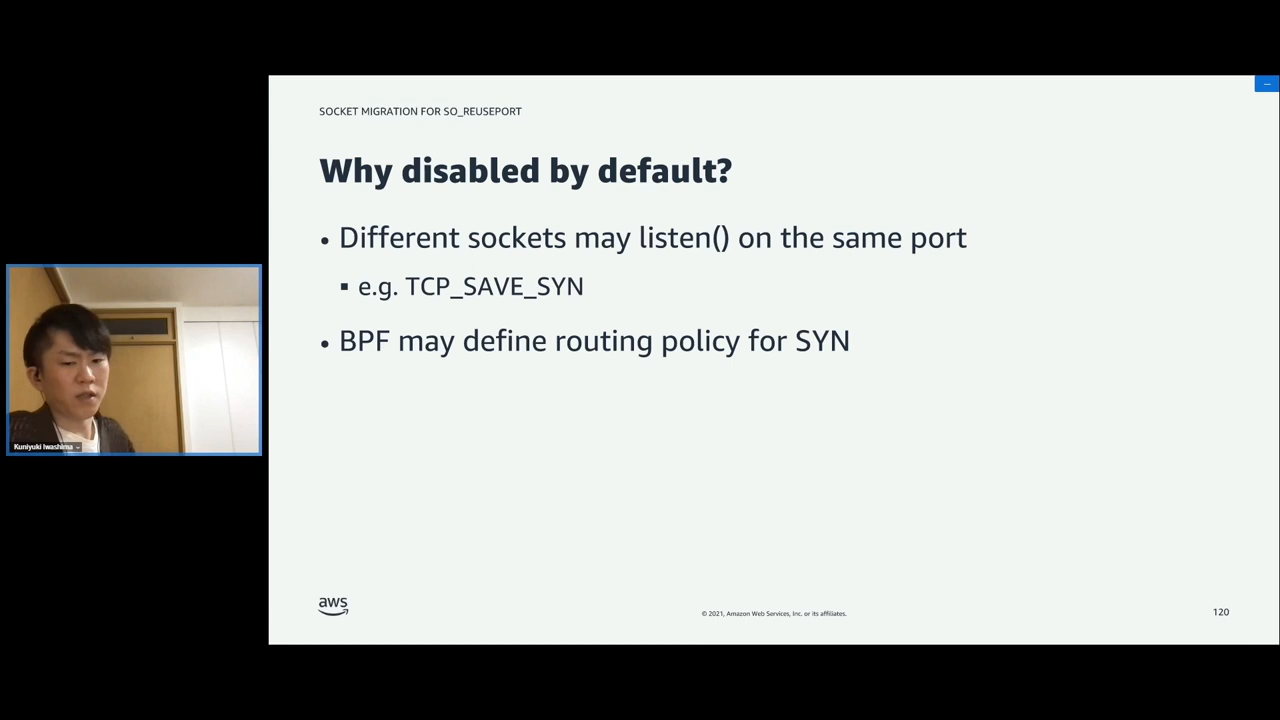 SOCKET MIGRATION FOR SO_REUSEPORT
Why disabled by default?
• Different sockets may listen() on the same port
▪ e.g. TCP_SAVE_SYN
• BPF may define routing policy for SYN
Kuniyuki Iwashima
aws
© 2021, Amazon Web Services, Inc. or its affiliates.
120